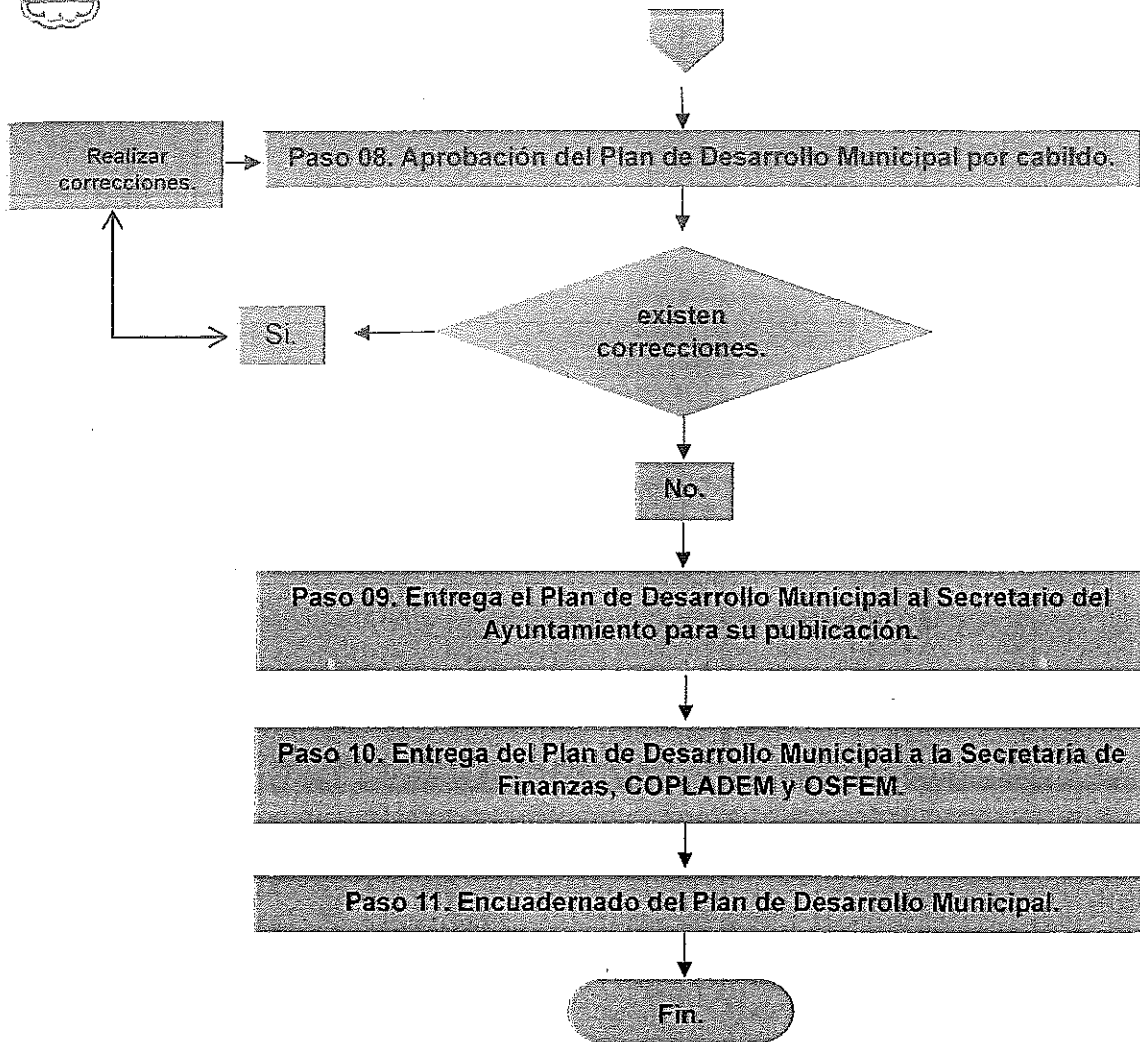 Realizar
correcciones.
Paso 08. Aprobación del Plan de Desarrollo Municipal por cabildo.
Si.
existen
correcciones.
No.
Paso 09. Entrega el Plan de Desarrollo Municipal al Secretario del
Ayuntamiento para su publicación.
Paso 10. Entrega del Plan de Desarrollo Municipal a la Secretaría de
Finanzas, COPLADEM y OSFEM.
Paso 11. Encuadernado del Plan de Desarrollo Municipal.
Fin.